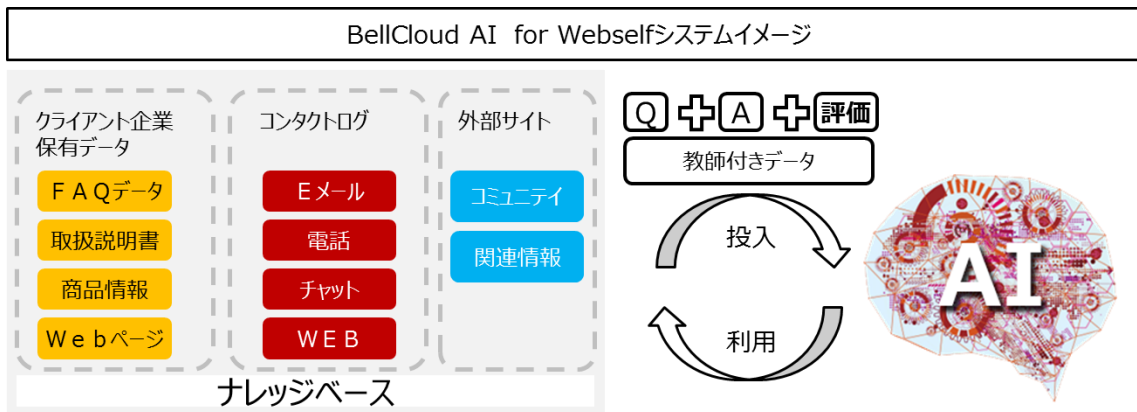 BellCloud AI for Webselfシステムイメージ
クライアント企業
保有データ
ＦＡＱデータ
取扱説明書
商品情報
Ｗｅｂページ
コンタクトログ
Ｅメール
電話
チャット
ＷＥＢ
外部サイト
コミュニテイ
関連情報
ナレッジベース
Q + A + 評価
教師付きデータ
投入
利用
AI